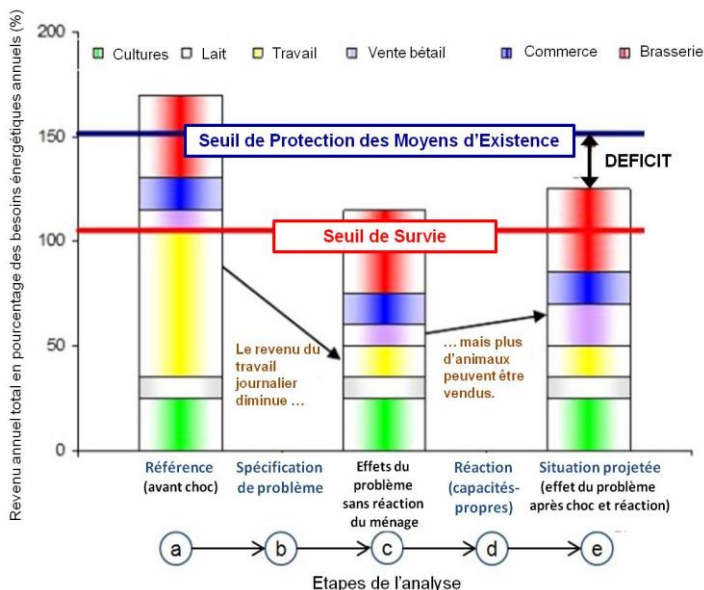 Revenu annuel total en pourcentage des besoins énergétiques annuels (%)
200
150
100
50
0
Cultures
Lait
Travail
Vente bétail
Commerce
Brasserie
Seuil de Protection des Moyens d'Existence
DEFICIT
Seuil de Survie
Le revenu du
travail
journalier
diminue ...
... mais plus
d'animaux
peuvent être
vendus.
Référence
(avant choc)
Spécification
de problème
Effets du
problème
sans réaction
du ménage
Réaction
(capacités-
propres)
Situation projetée
(effet du problème
après choc et réaction)
a
b
c
d
e
Etapes de l'analyse